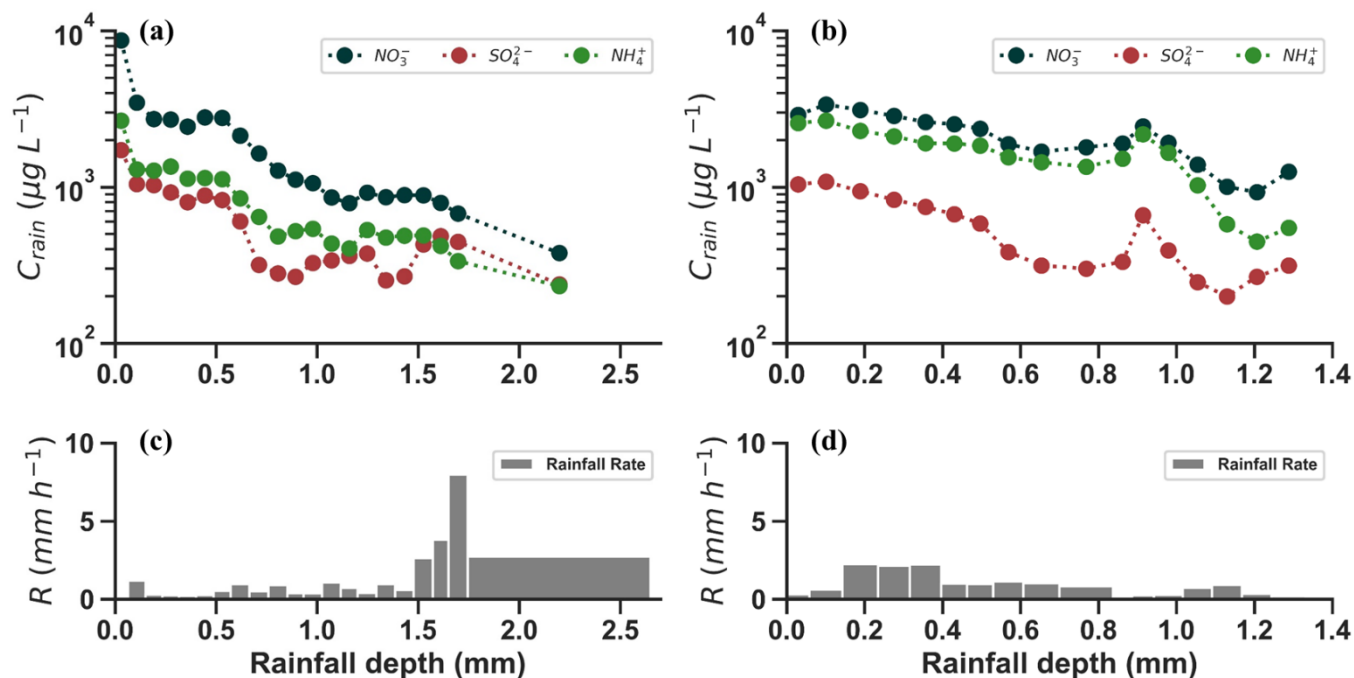 (a)
NO₃⁻ SO₄²⁻ NH₄⁺
10⁴
10³
10²
C_rain (μg L⁻¹)
0.0 0.5 1.0 1.5 2.0 2.5
(b)
NO₃⁻ SO₄²⁻ NH₄⁺
10⁴
10³
10²
C_rain (μg L⁻¹)
0.0 0.2 0.4 0.6 0.8 1.0 1.2 1.4
(c)
Rainfall Rate
10
5
0
R (mm h⁻¹)
0.0 0.5 1.0 1.5 2.0 2.5
Rainfall depth (mm)
(d)
Rainfall Rate
10
5
0
R (mm h⁻¹)
0.0 0.2 0.4 0.6 0.8 1.0 1.2 1.4
Rainfall depth (mm)